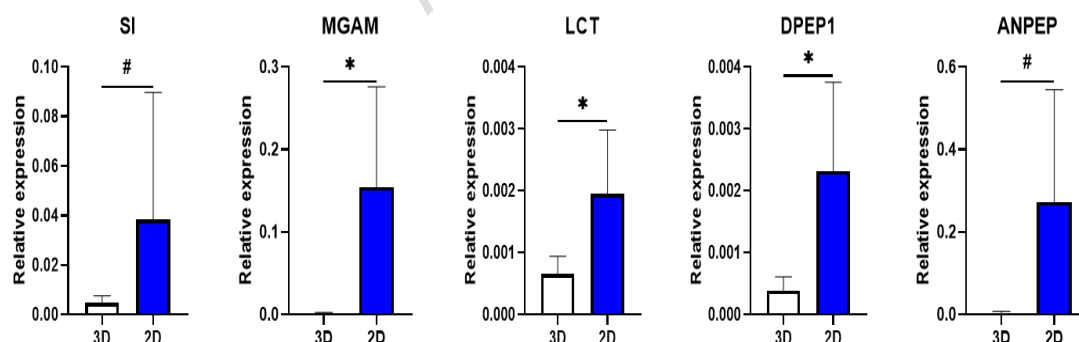 SI
MGAM
LCT
DPEP1
ANPEP
#
*
*
*
#
Relative expression
0.10
0.08
0.06
0.04
0.02
0.00
3D 2D
Relative expression
0.3
0.2
0.1
0.0
3D 2D
Relative expression
0.004
0.003
0.002
0.001
0.000
3D 2D
Relative expression
0.004
0.003
0.002
0.001
0.000
3D 2D
Relative expression
0.6
0.4
0.2
0.0
3D 2D